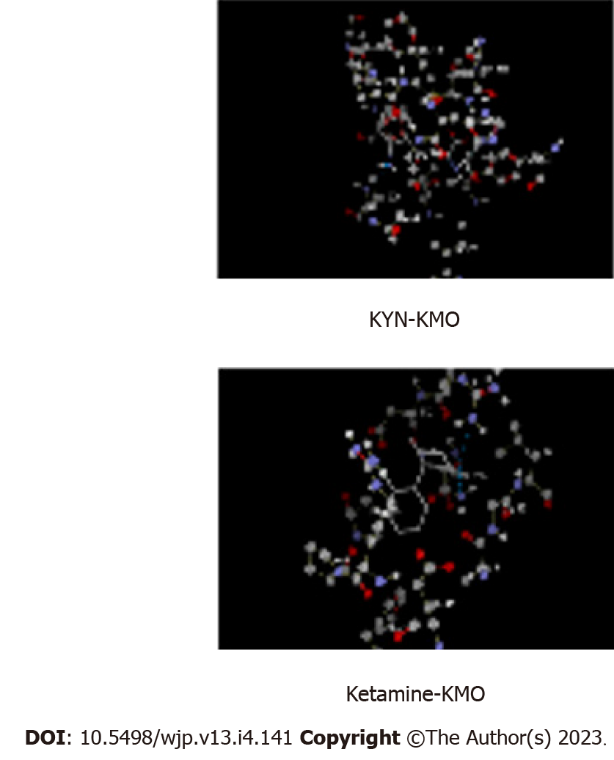 KYN-KMO
Ketamine-KMO
DOI: 10.5498/wjp.v13.i4.141 Copyright ©The Author(s) 2023.